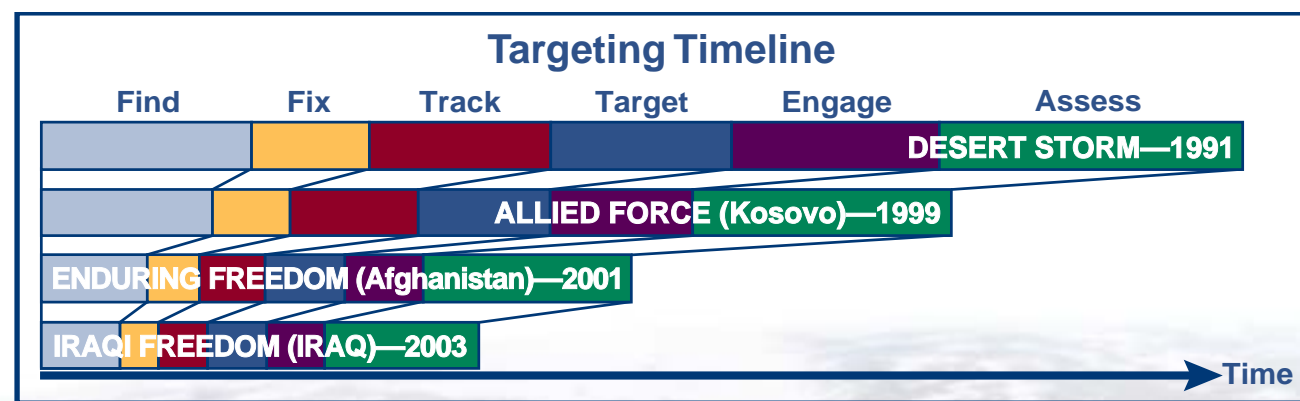 Targeting Timeline
Find Fix Track Target Engage Assess
DESERT STORM—1991
ALLIED FORCE (Kosovo)—1999
ENDURING FREEDOM (Afghanistan)—2001
IRAQI FREEDOM (IRAQ)—2003
Time